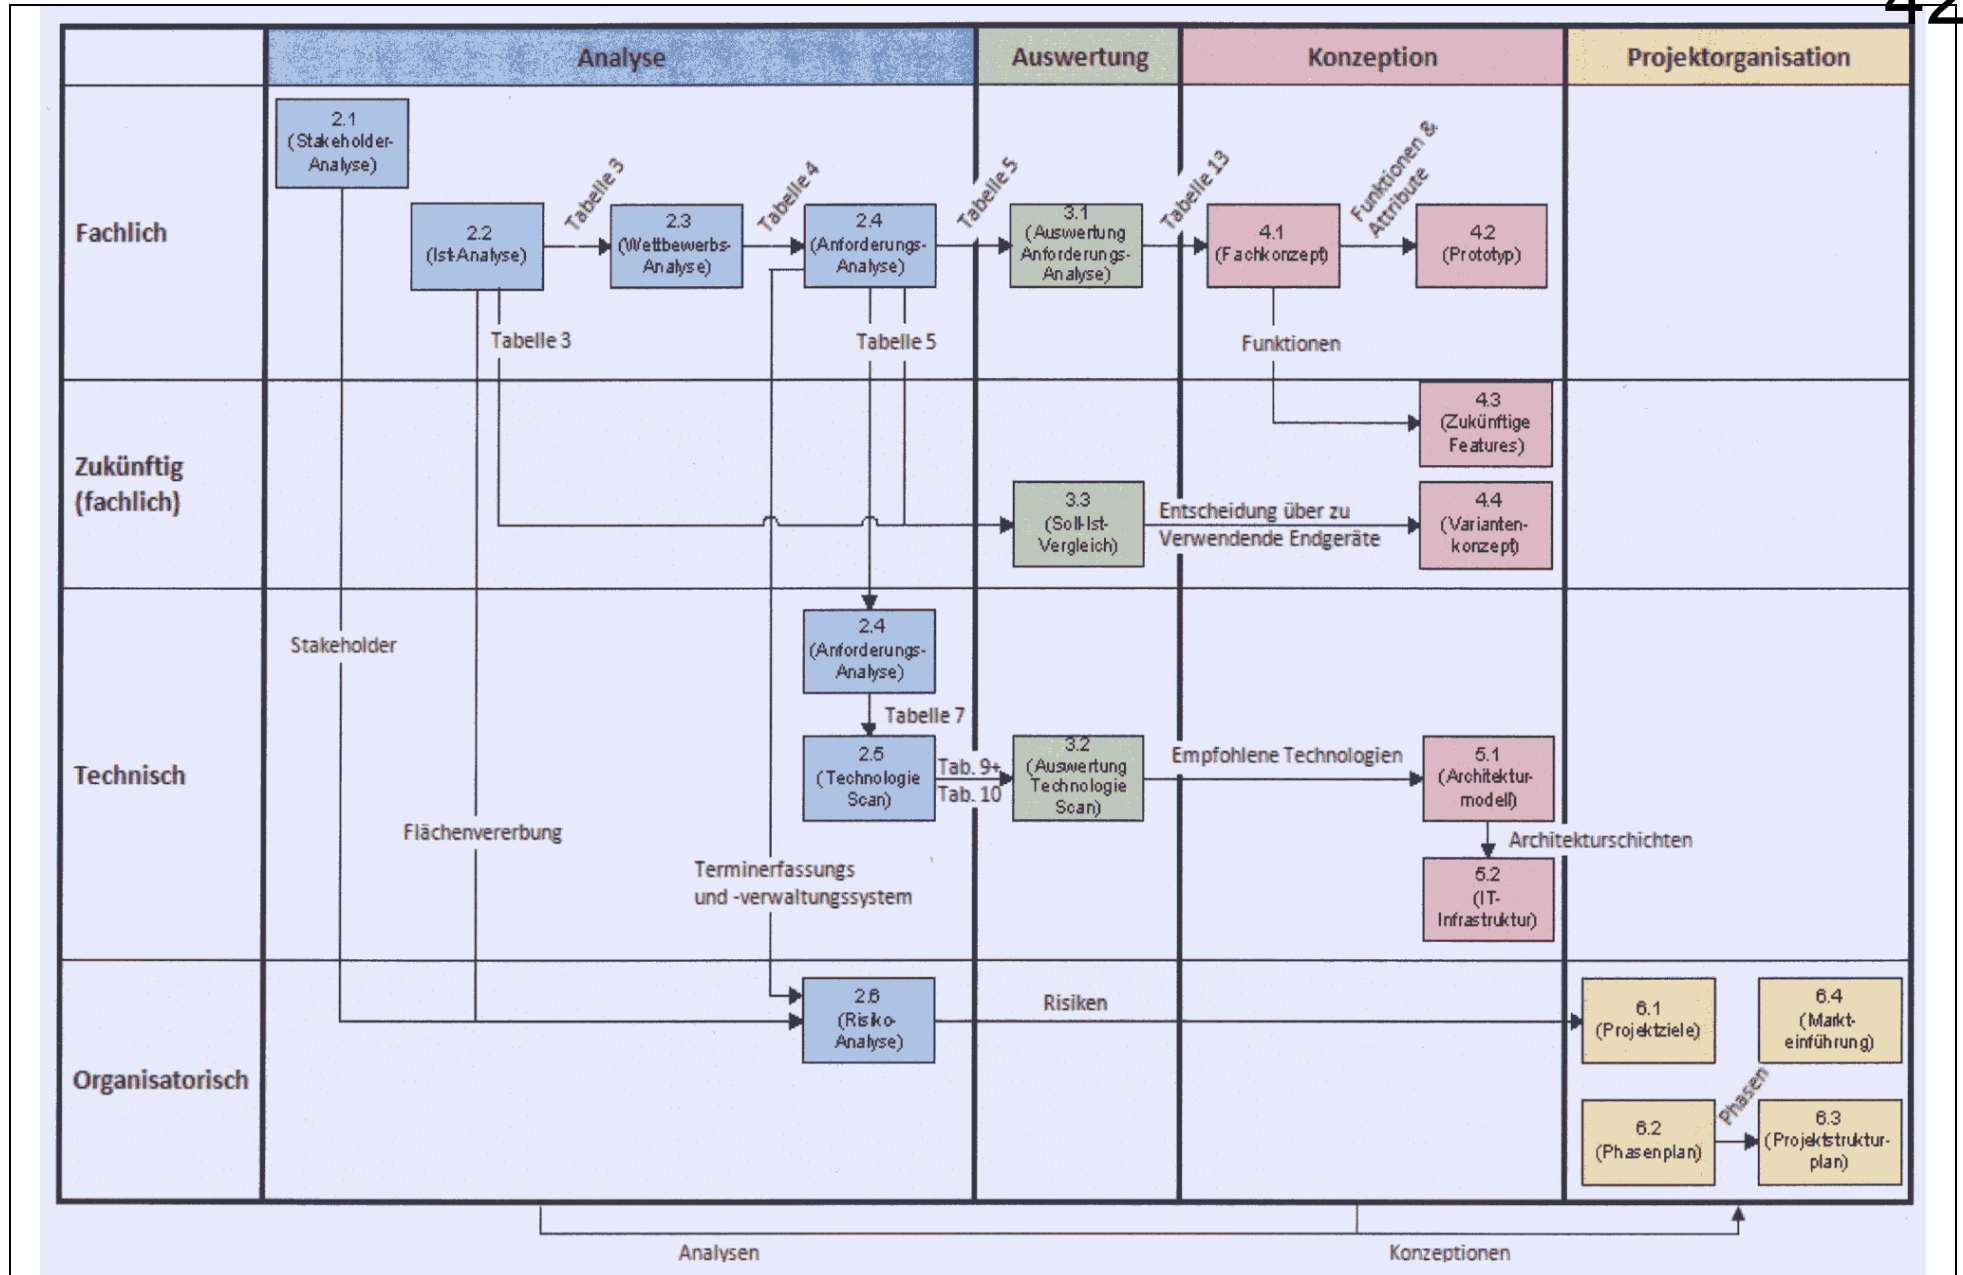 42
Analyse
Auswertung
Konzeption
Projektorganisation
Fachlich
2.1
(Stakeholder-
Analyse)
2.2
(Ist-Analyse)
Tabelle 3
2.3
(Wettbewerbs-
Analyse)
Tabelle 4
2.4
(Anforderungs-
Analyse)
Tabelle 5
3.1
(Auswertung
Anforderungs-
Analyse)
Tabelle 13
4.1
(Fachkonzept)
Funktionen &
Attribute
4.2
(Prototyp)
Tabelle 3
Tabelle 5
Funktionen
Zukünftig
(fachlich)
4.3
(Zukünftige
Features)
3.3
(Soll-Ist-
Vergleich)
Entscheidung über zu
Verwendende Endgeräte
4.4
(Varianten-
konzept)
Technisch
Stakeholder
2.4
(Anforderungs-
Analyse)
Tabelle 7
2.5
(Technologie
Scan)
Tab. 9+
Tab. 10
3.2
(Auswertung
Technologie
Scan)
Empfohlene Technologien
5.1
(Architektur-
modell)
Flächenvererbung
Architekturschichten
Terminerfassungs
und -verwaltungssystem
5.2
(IT-
Infrastruktur)
Organisatorisch
2.6
(Risiko-
Analyse)
Risiken
6.1
(Projektziele)
6.4
(Markt-
einführung)
6.2
(Phasenplan)
Phasen
6.3
(Projektstruktur-
plan)
Analysen
Konzeptionen